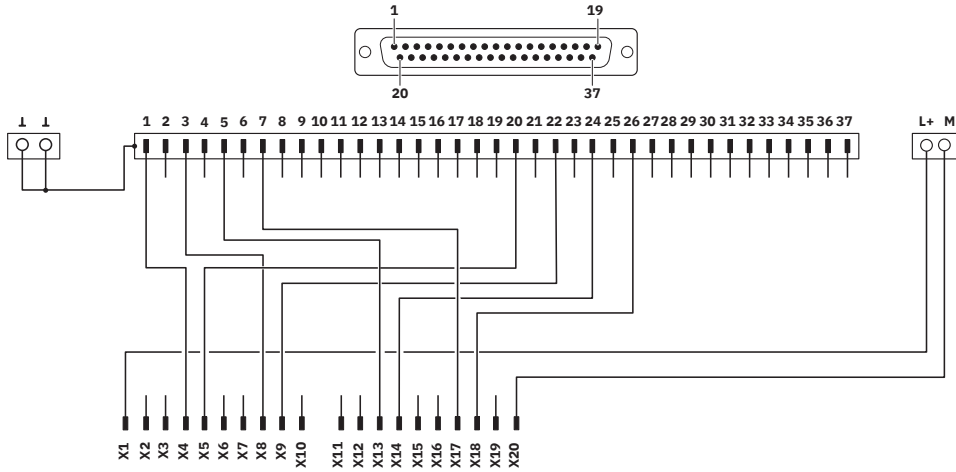 1 19
20 37
⊥ ⊥ 1 2 3 4 5 6 7 8 9 10 11 12 13 14 15 16 17 18 19 20 21 22 23 24 25 26 27 28 29 30 31 32 33 34 35 36 37 L+ M
X1 X2 X3 X4 X5 X6 X7 X8 X9 X10 X11 X12 X13 X14 X15 X16 X17 X18 X19 X20